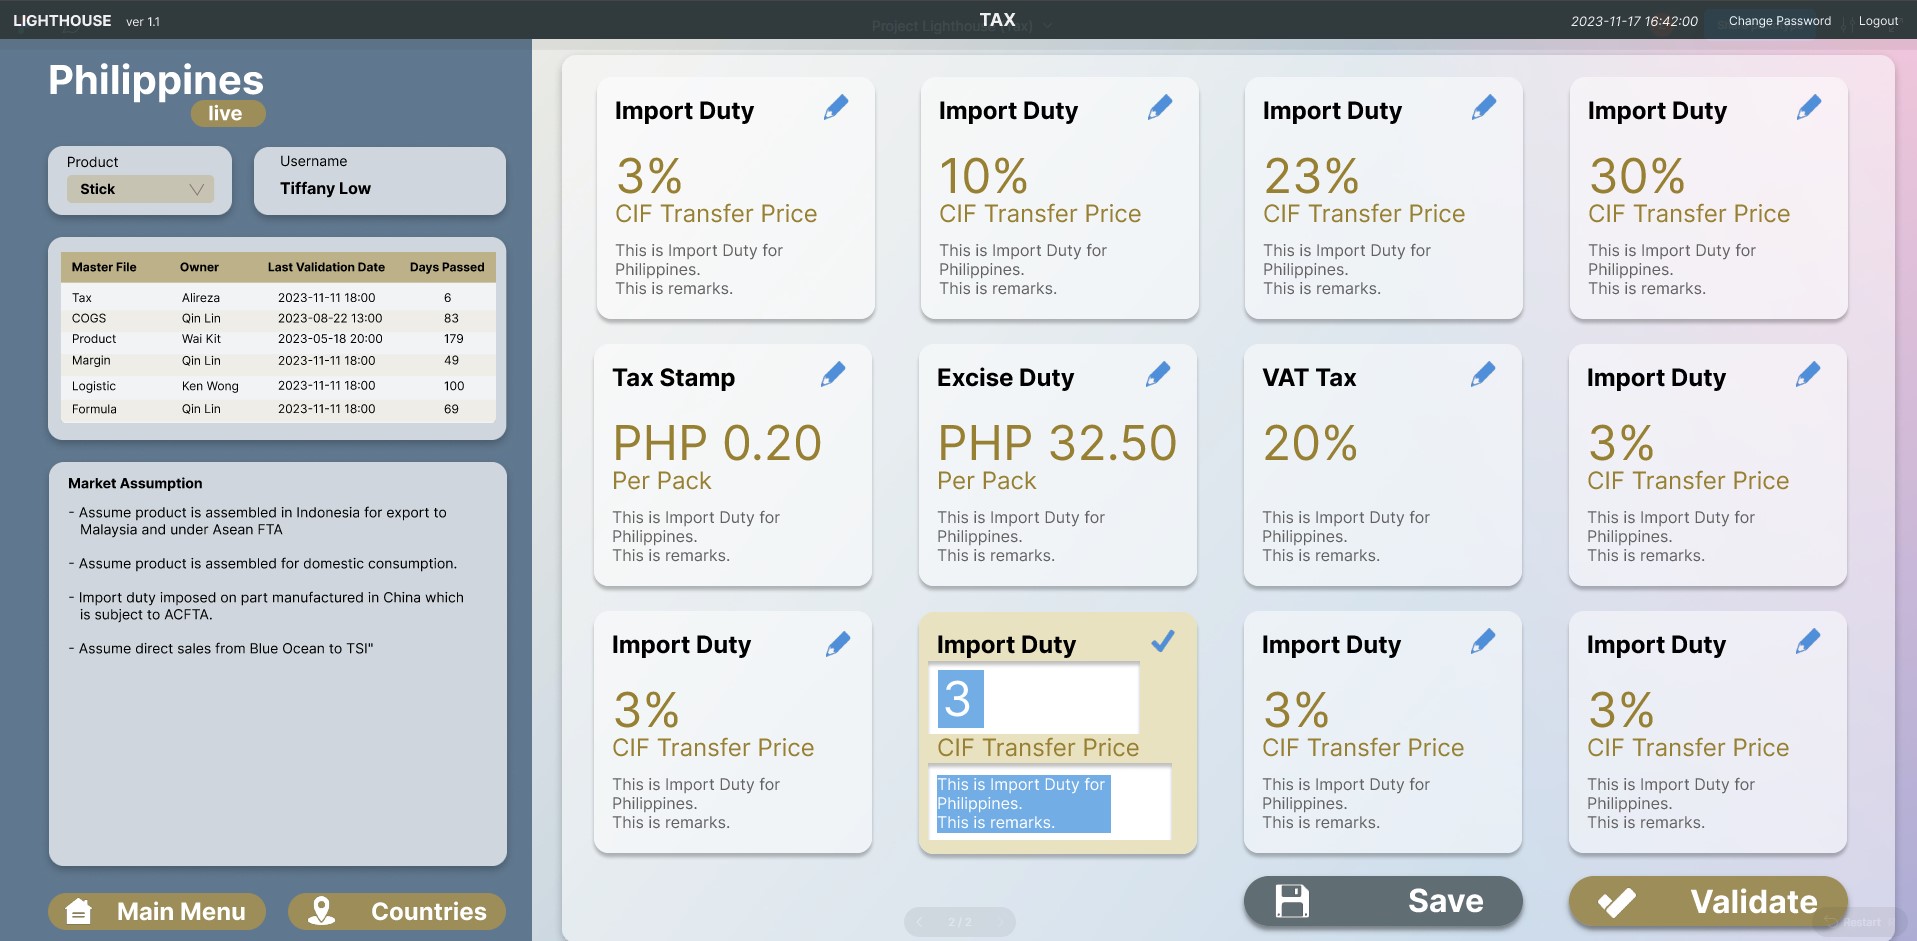 LIGHTHOUSE ver 1.1
TAX
2023-11-17 16:42:00 Change Password Logout
Philippines
live
Product
Stick
Username
Tiffany Low
Master File Owner Last Validation Date Days Passed
Tax Alireza 2023-11-11 18:00 6
COGS Qin Lin 2023-08-22 13:00 83
Product Wai Kit 2023-05-18 20:00 179
Margin Qin Lin 2023-11-11 18:00 49
Logistic Ken Wong 2023-11-11 18:00 100
Formula Qin Lin 2023-11-11 18:00 69
Market Assumption
- Assume product is assembled in Indonesia for export to
Malaysia and under Asean FTA
- Assume product is assembled for domestic consumption.
- Import duty imposed on part manufactured in China which
is subject to ACFTA.
- Assume direct sales from Blue Ocean to TSI"
Main Menu
Countries
Import Duty
3%
CIF Transfer Price
This is Import Duty for
Philippines.
This is remarks.
Import Duty
10%
CIF Transfer Price
This is Import Duty for
Philippines.
This is remarks.
Import Duty
23%
CIF Transfer Price
This is Import Duty for
Philippines.
This is remarks.
Import Duty
30%
CIF Transfer Price
This is Import Duty for
Philippines.
This is remarks.
Tax Stamp
PHP 0.20
Per Pack
This is Import Duty for
Philippines.
This is remarks.
Excise Duty
PHP 32.50
Per Pack
This is Import Duty for
Philippines.
This is remarks.
VAT Tax
20%
This is Import Duty for
Philippines.
This is remarks.
Import Duty
3%
CIF Transfer Price
This is Import Duty for
Philippines.
This is remarks.
Import Duty
3%
CIF Transfer Price
This is Import Duty for
Philippines.
This is remarks.
Import Duty
3
CIF Transfer Price
This is Import Duty for
Philippines.
This is remarks.
Import Duty
3%
CIF Transfer Price
This is Import Duty for
Philippines.
This is remarks.
Import Duty
3%
CIF Transfer Price
This is Import Duty for
Philippines.
This is remarks.
Save
Validate
2 / 2
Restart